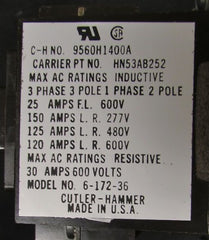 C-H NO. 9560H1400A
CARRIER PT NO. HN53AB252
MAX AC RATINGS INDUCTIVE
3 PHASE 3 POLE 1 PHASE 2 POLE
25 AMPS F.L. 600V
150 AMPS L.R. 277V
125 AMPS L.R. 480V
120 AMPS L.R. 600V
MAX AC RATINGS RESISTIVE
30 AMPS 600 VOLTS
MODEL NO. 6-172-36
CUTLER-HAMMER
MADE IN U.S.A.